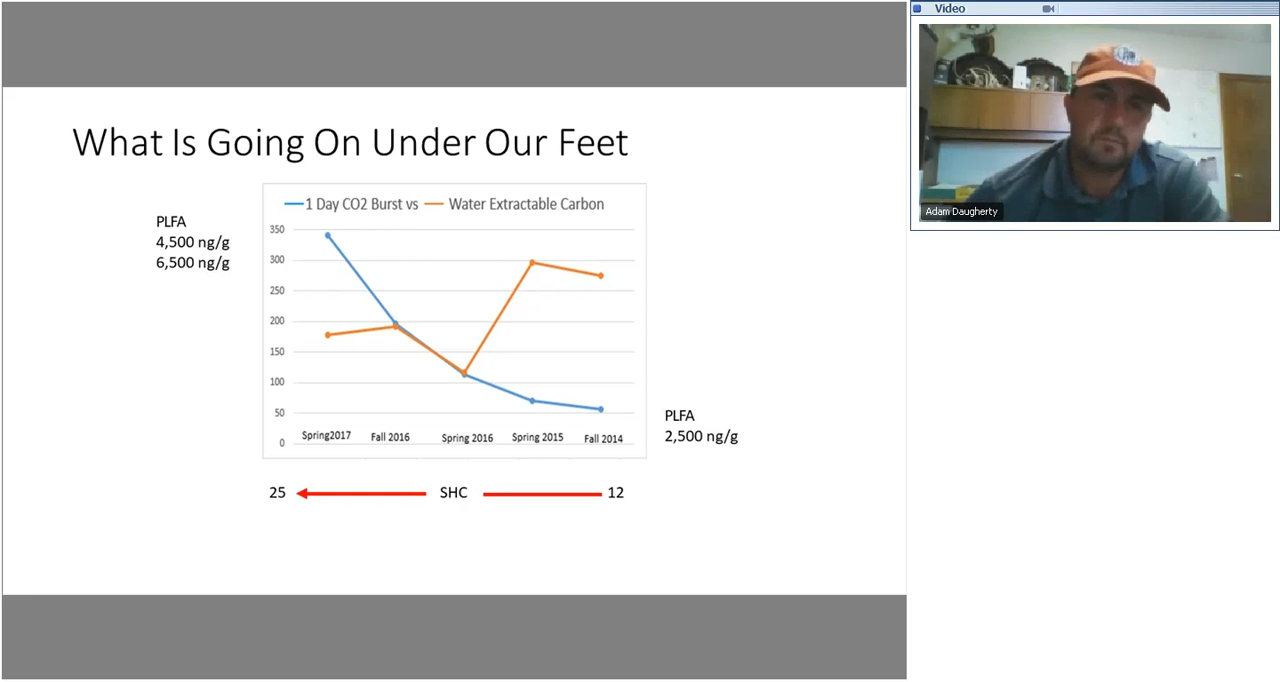 Video
What Is Going On Under Our Feet
Adam Daugherty
PLFA
4,500 ng/g
6,500 ng/g
1 Day CO2 Burst vs Water Extractable Carbon
350
300
250
200
150
100
50
0
Spring2017 Fall 2016 Spring 2016 Spring 2015 Fall 2014
PLFA
2,500 ng/g
25 SHC 12